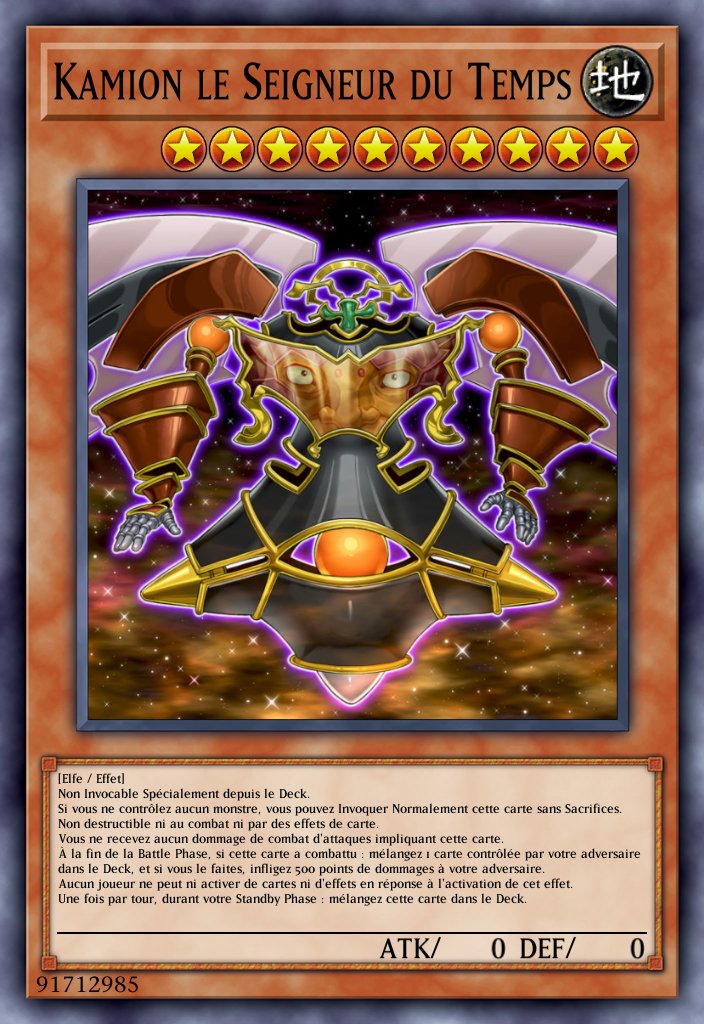 Kamion le Seigneur du Temps 地
[Elfe / Effet]
Non Invocable Spécialement depuis le Deck.
Si vous ne contrôlez aucun monstre, vous pouvez Invoquer Normalement cette carte sans Sacrifices.
Non destructible ni au combat ni par des effets de carte.
Vous ne recevez aucun dommage de combat d'attaques impliquant cette carte.
À la fin de la Battle Phase, si cette carte a combattu : mélangez 1 carte contrôlée par votre adversaire
dans le Deck, et si vous le faites, infligez 500 points de dommages à votre adversaire.
Aucun joueur ne peut ni activer de cartes ni d'effets en réponse à l'activation de cet effet.
Une fois par tour, durant votre Standby Phase : mélangez cette carte dans le Deck.
ATK/ 0 DEF/ 0
91712985